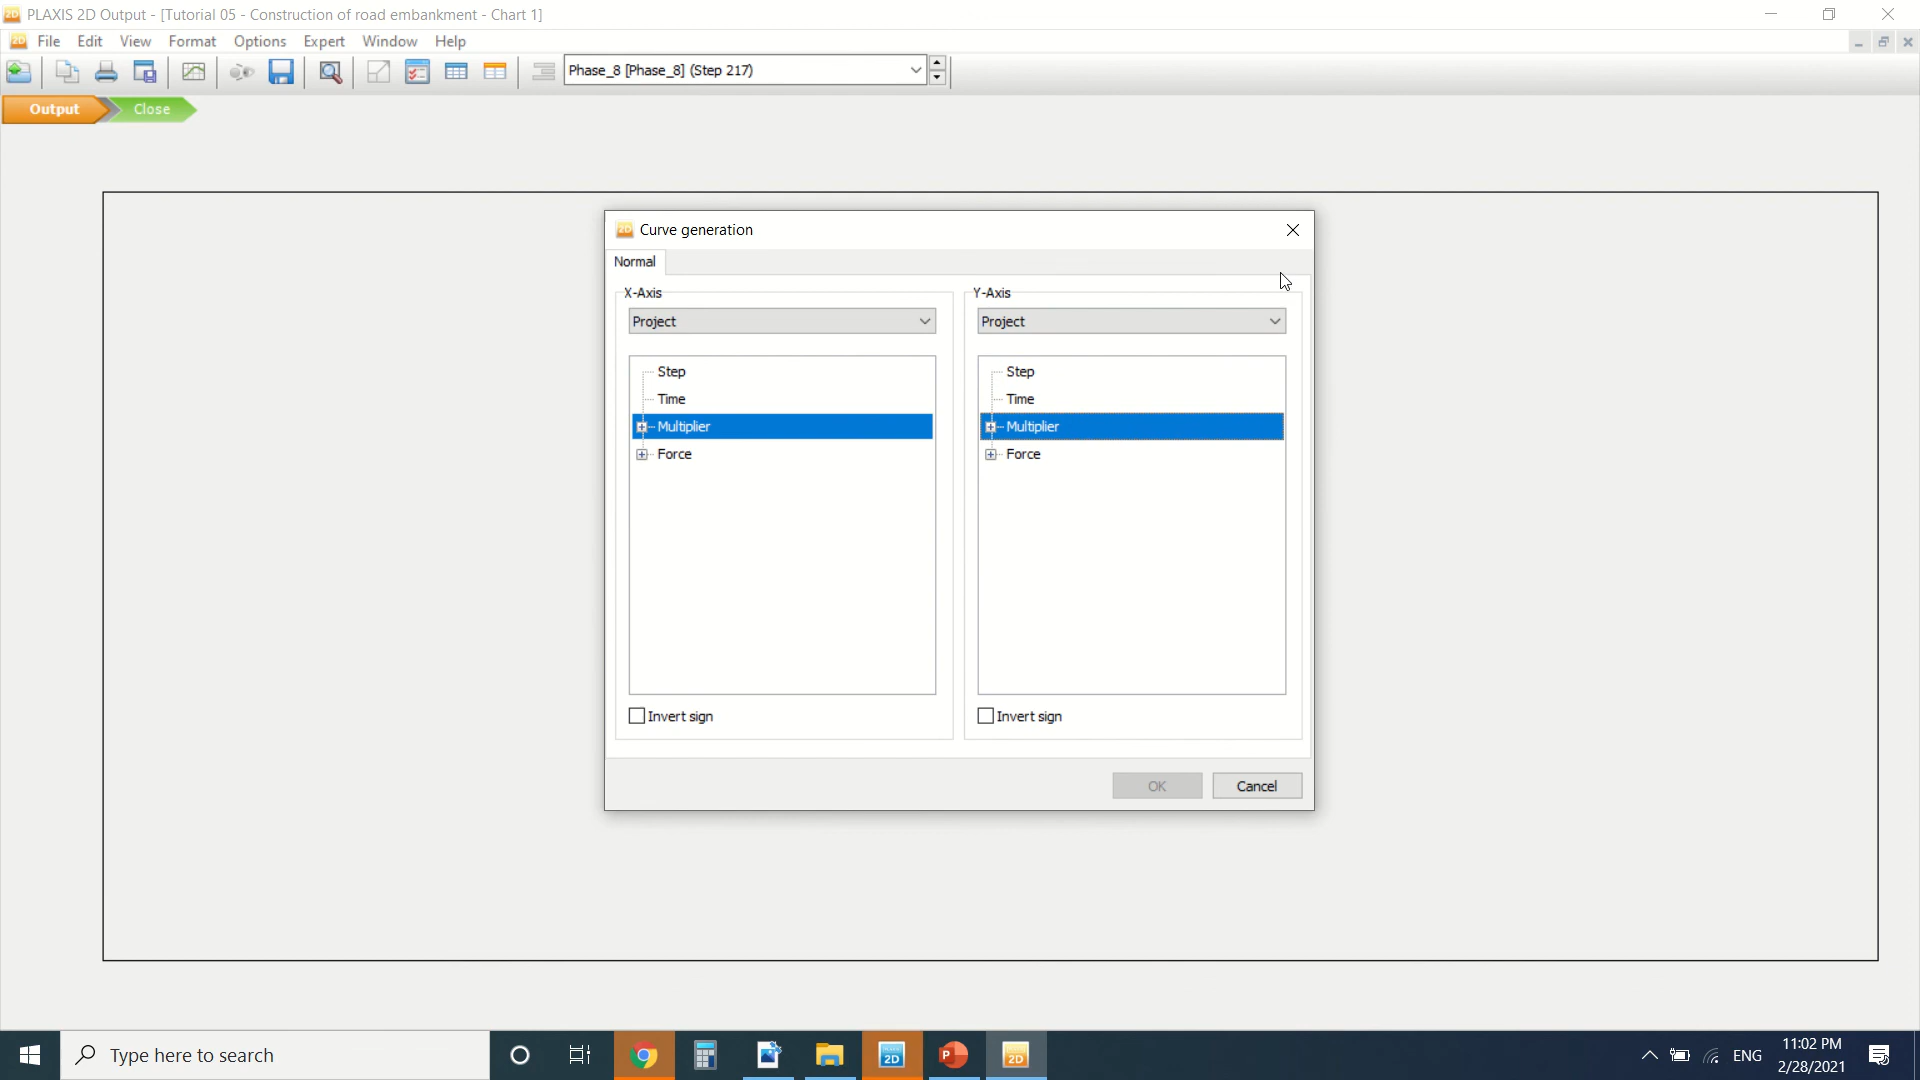 PLAXIS 2D Output - [Tutorial 05 - Construction of road embankment - Chart 1]
File Edit View Format Options Expert Window Help
Phase_8 [Phase_8] (Step 217)
Output Close
Curve generation
Normal
X-Axis Y-Axis
Project Project
Step Step
Time Time
Multiplier Multiplier
Force Force
Invert sign Invert sign
OK Cancel
Type here to search
ENG
11:02 PM
2/28/2021